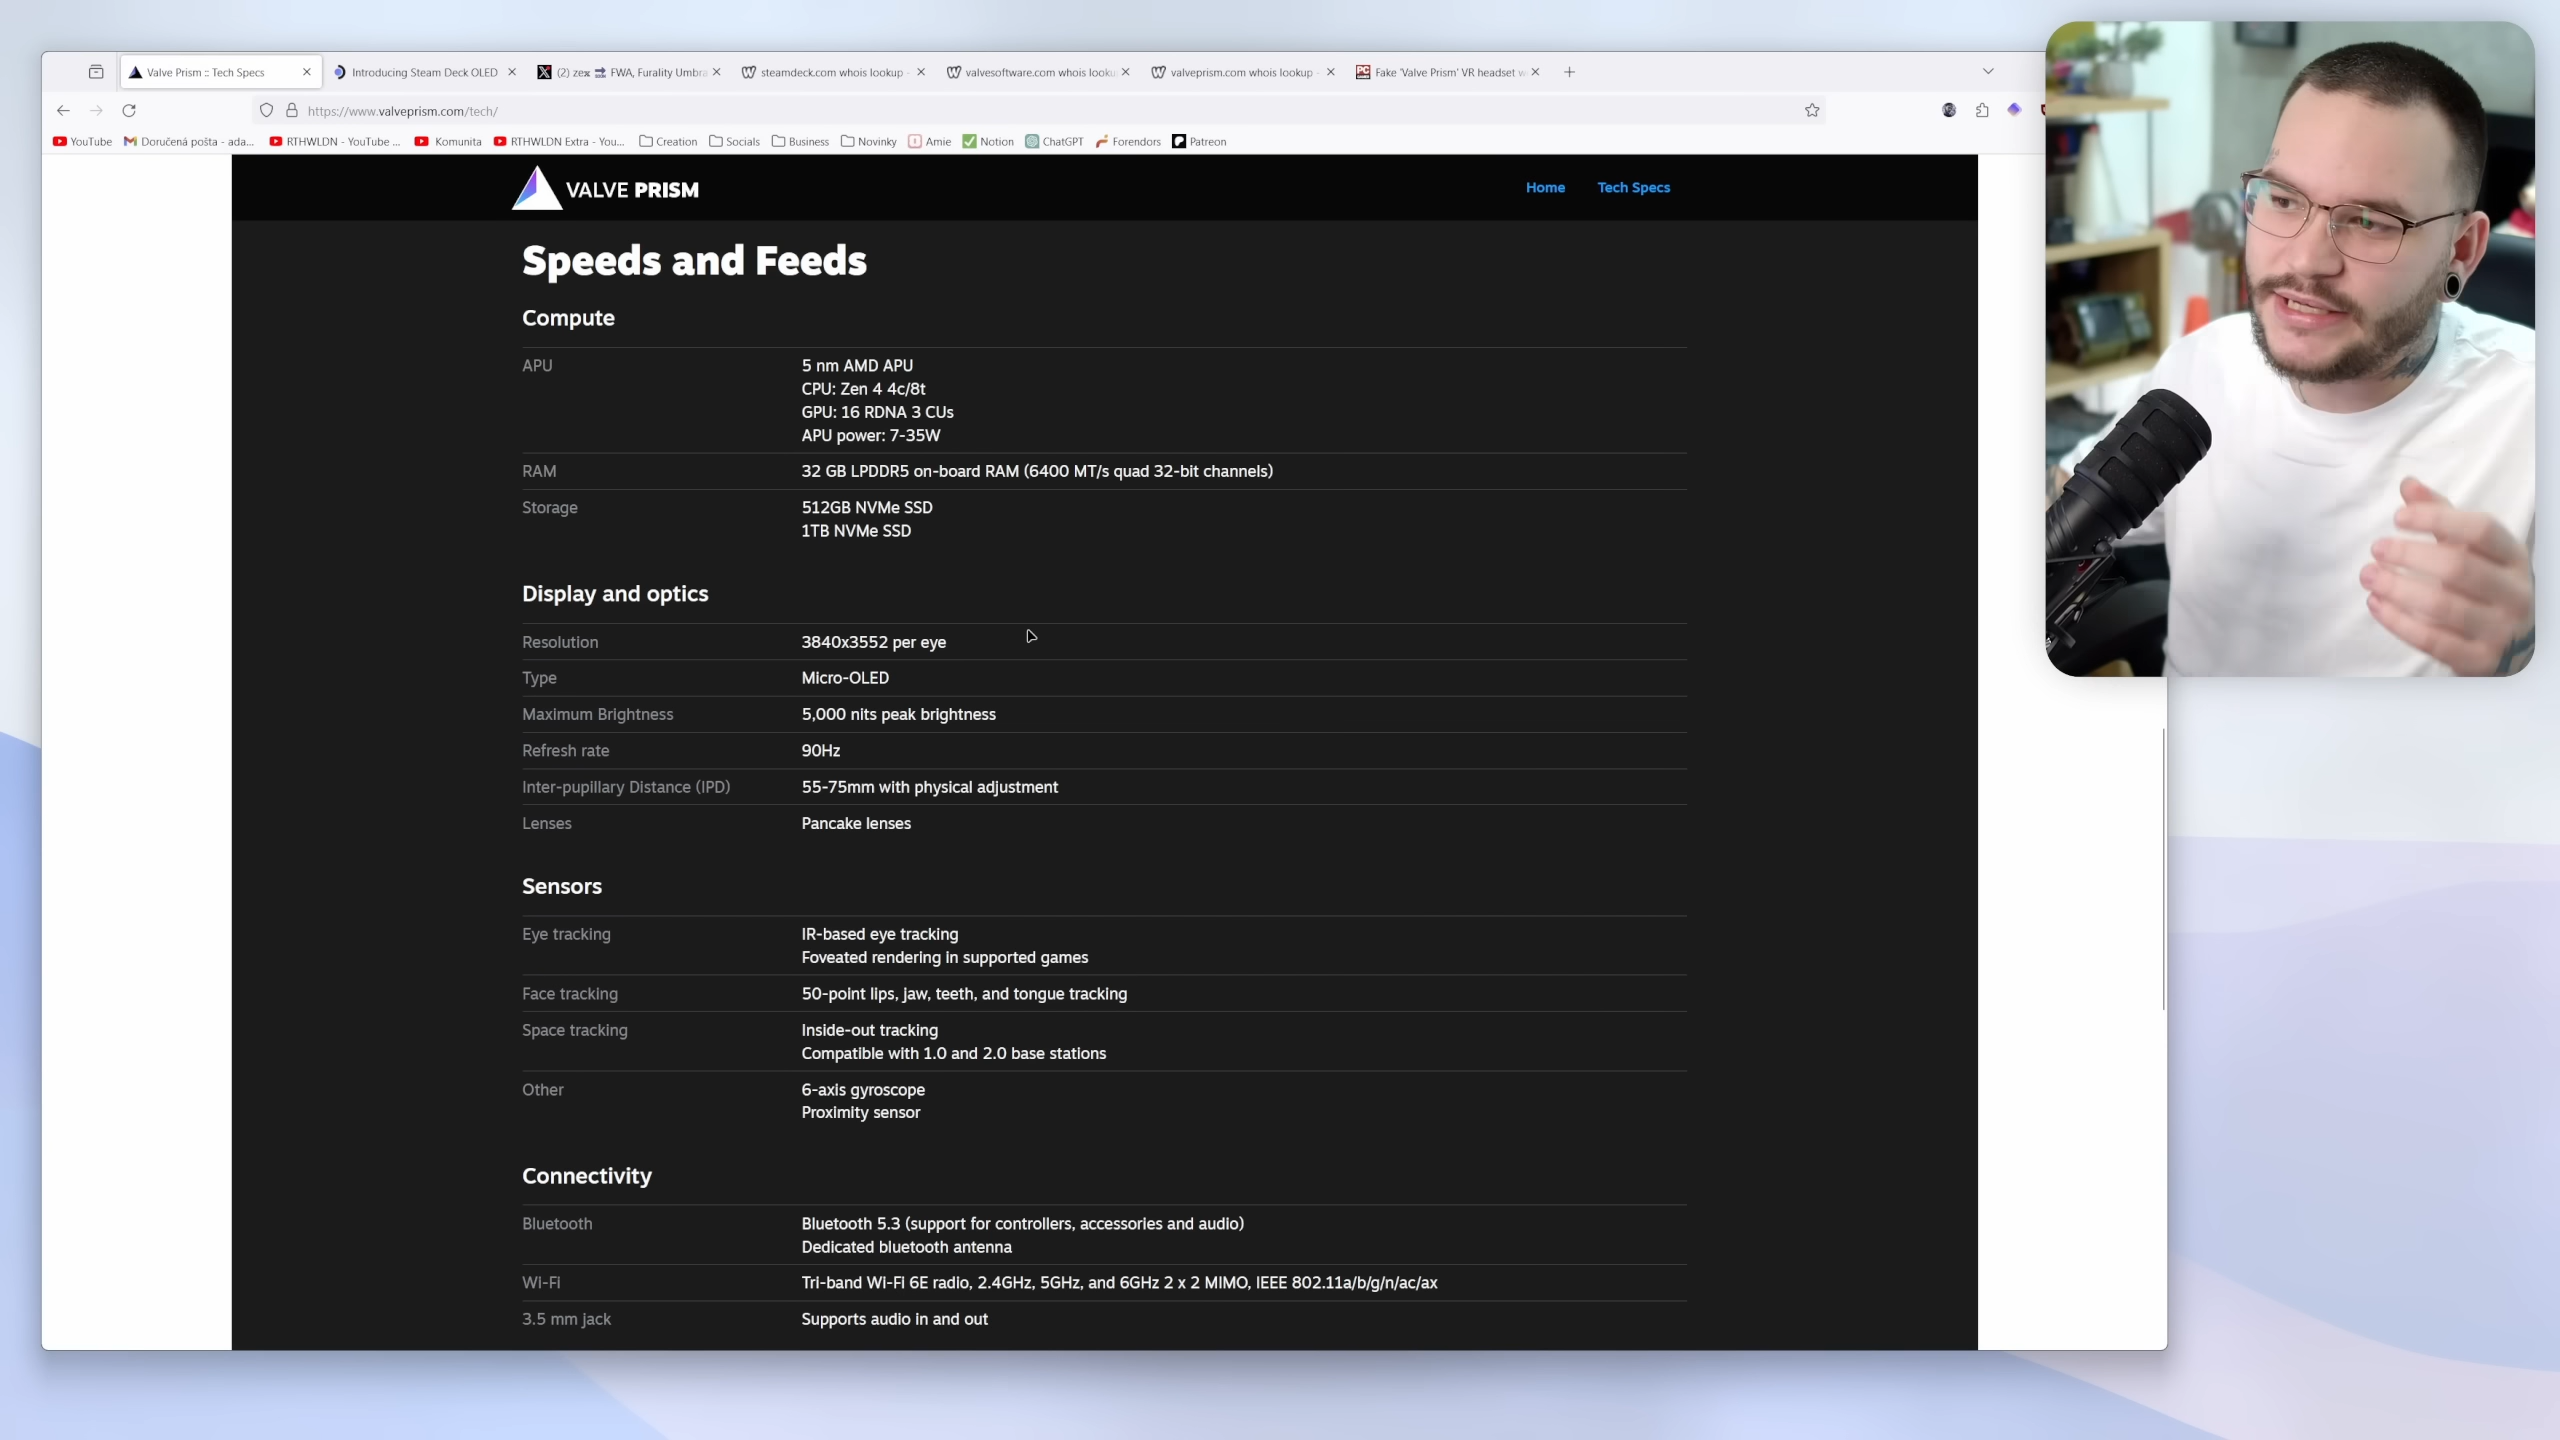 Valve Prism :: Tech Specs
Introducing Steam Deck OLED
(2) zex FWA, Furality Umbra
steamdeck.com whois lookup
valvesoftware.com whois looku
valveprism.com whois lookup
Fake 'Valve Prism' VR headset w
https://www.valveprism.com/tech/
YouTube
Doručená pošta - ada...
RTHWLDN - YouTube ...
Komunita
RTHWLDN Extra - You...
Creation
Socials
Business
Novinky
Amie
Notion
ChatGPT
Forendors
Patreon
VALVE PRISM
Home
Tech Specs
Speeds and Feeds
Compute
APU
5 nm AMD APU
CPU: Zen 4 4c/8t
GPU: 16 RDNA 3 CUs
APU power: 7-35W
RAM
32 GB LPDDR5 on-board RAM (6400 MT/s quad 32-bit channels)
Storage
512GB NVMe SSD
1TB NVMe SSD
Display and optics
Resolution
3840x3552 per eye
Type
Micro-OLED
Maximum Brightness
5,000 nits peak brightness
Refresh rate
90Hz
Inter-pupillary Distance (IPD)
55-75mm with physical adjustment
Lenses
Pancake lenses
Sensors
Eye tracking
IR-based eye tracking
Foveated rendering in supported games
Face tracking
50-point lips, jaw, teeth, and tongue tracking
Space tracking
Inside-out tracking
Compatible with 1.0 and 2.0 base stations
Other
6-axis gyroscope
Proximity sensor
Connectivity
Bluetooth
Bluetooth 5.3 (support for controllers, accessories and audio)
Dedicated bluetooth antenna
Wi-Fi
Tri-band Wi-Fi 6E radio, 2.4GHz, 5GHz, and 6GHz 2 x 2 MIMO, IEEE 802.11a/b/g/n/ac/ax
3.5 mm jack
Supports audio in and out